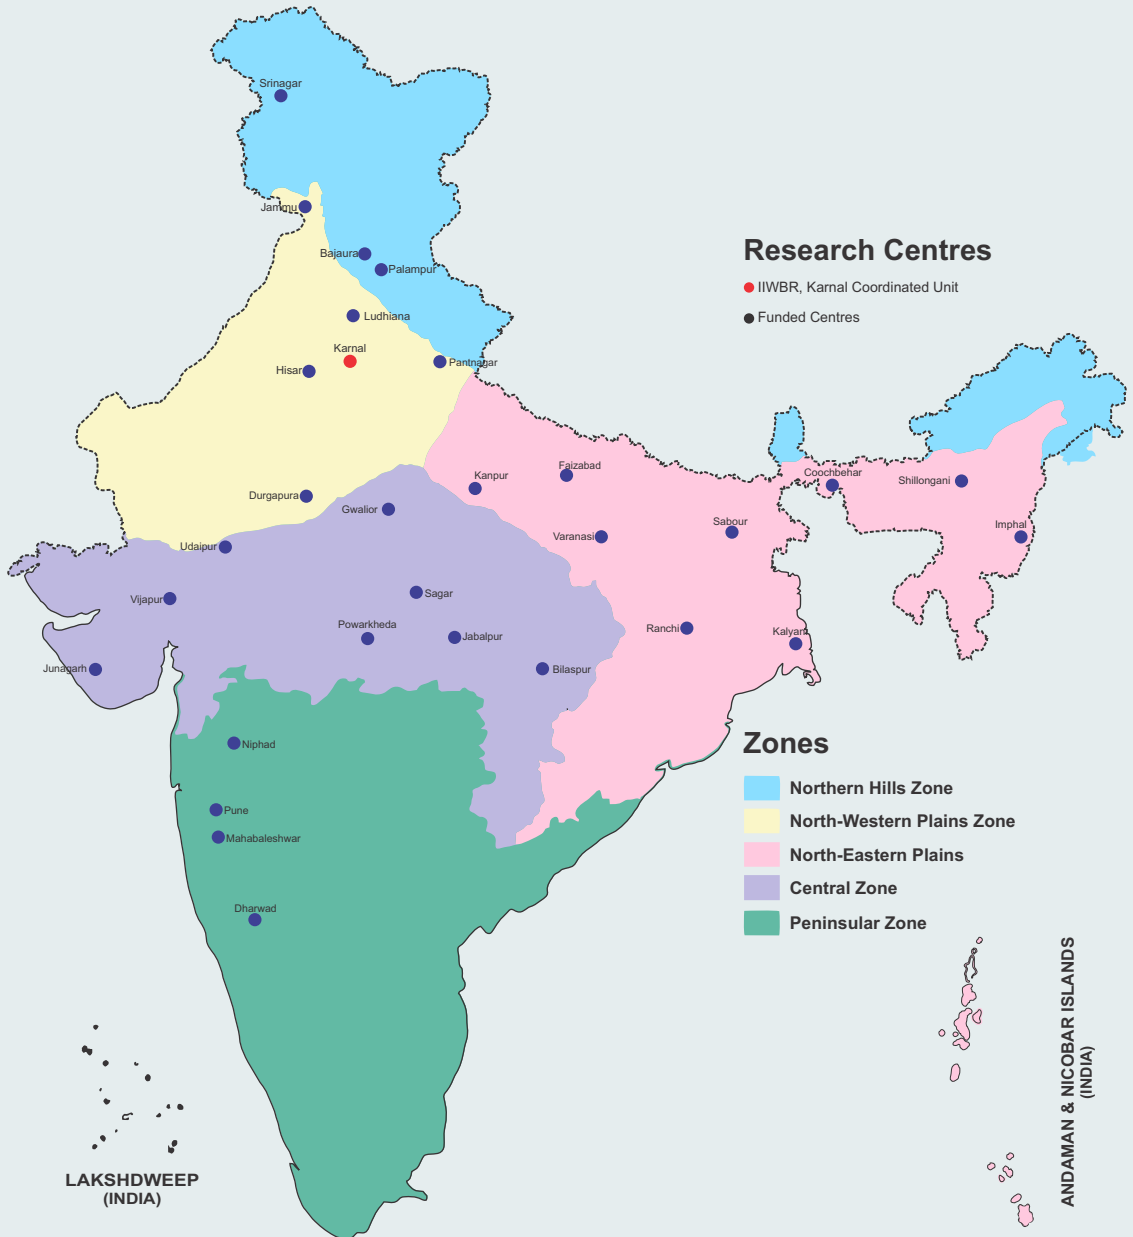 Srinagar
Jammu
Bajaura
Palampur
Ludhiana
Karnal
Hisar
Pantnagar
Research Centres
IIWBR, Karnal Coordinated Unit
Funded Centres
Durgapura
Gwalior
Kanpur
Faizabad
Coochbehar
Shillongani
Imphal
Udaipur
Varanasi
Sabour
Vijapur
Sagar
Powarkheda
Jabalpur
Ranchi
Kalyani
Junagarh
Bilaspur
Niphad
Pune
Mahabaleshwar
Dharwad
Zones
Northern Hills Zone
North-Western Plains Zone
North-Eastern Plains
Central Zone
Peninsular Zone
LAKSHDWEEP
(INDIA)
ANDAMAN & NICOBAR ISLANDS
(INDIA)